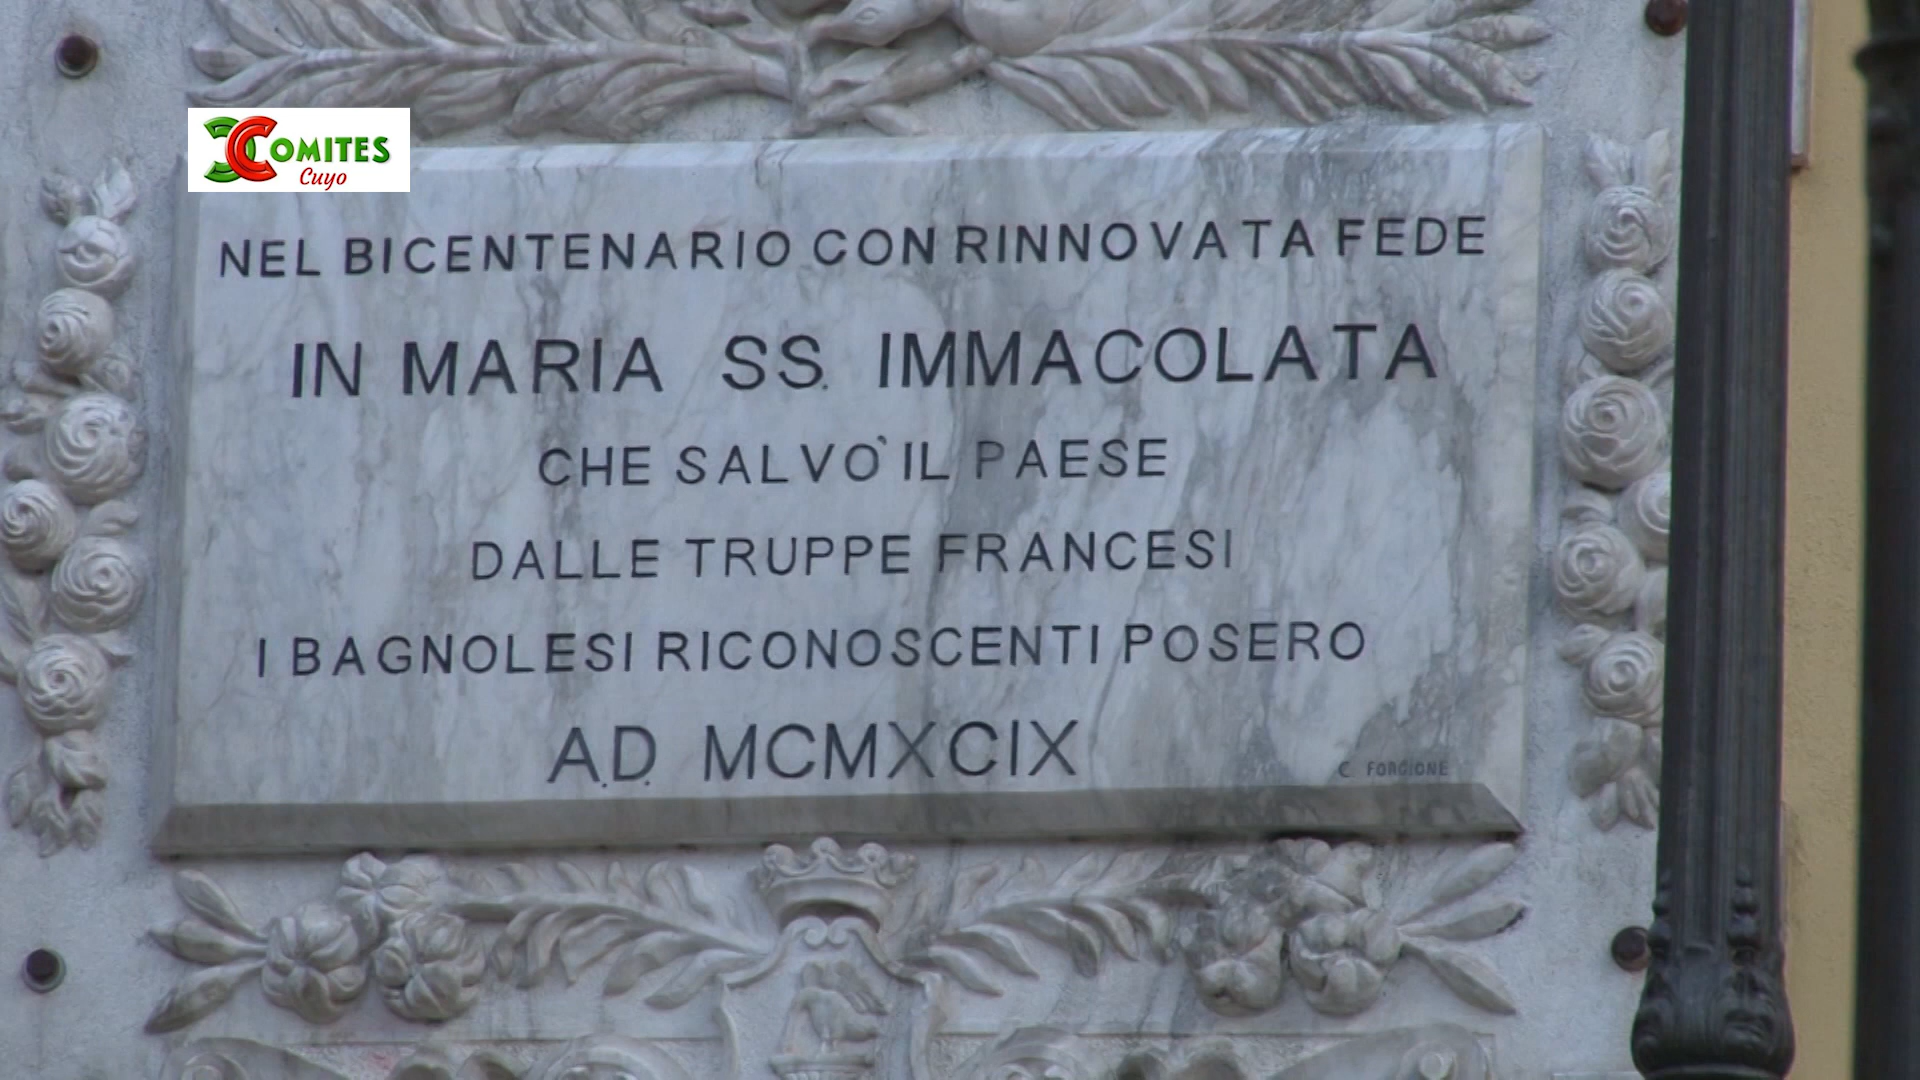 COMITES
Cuyo
NEL BICENTENARIO CON RINNOVATA FEDE
IN MARIA SS. IMMACOLATA
CHE SALVO' IL PAESE
DALLE TRUPPE FRANCESI
I BAGNOLESI RICONOSCENTI POSERO
A.D. MCMXCIX
C. FORGIONE